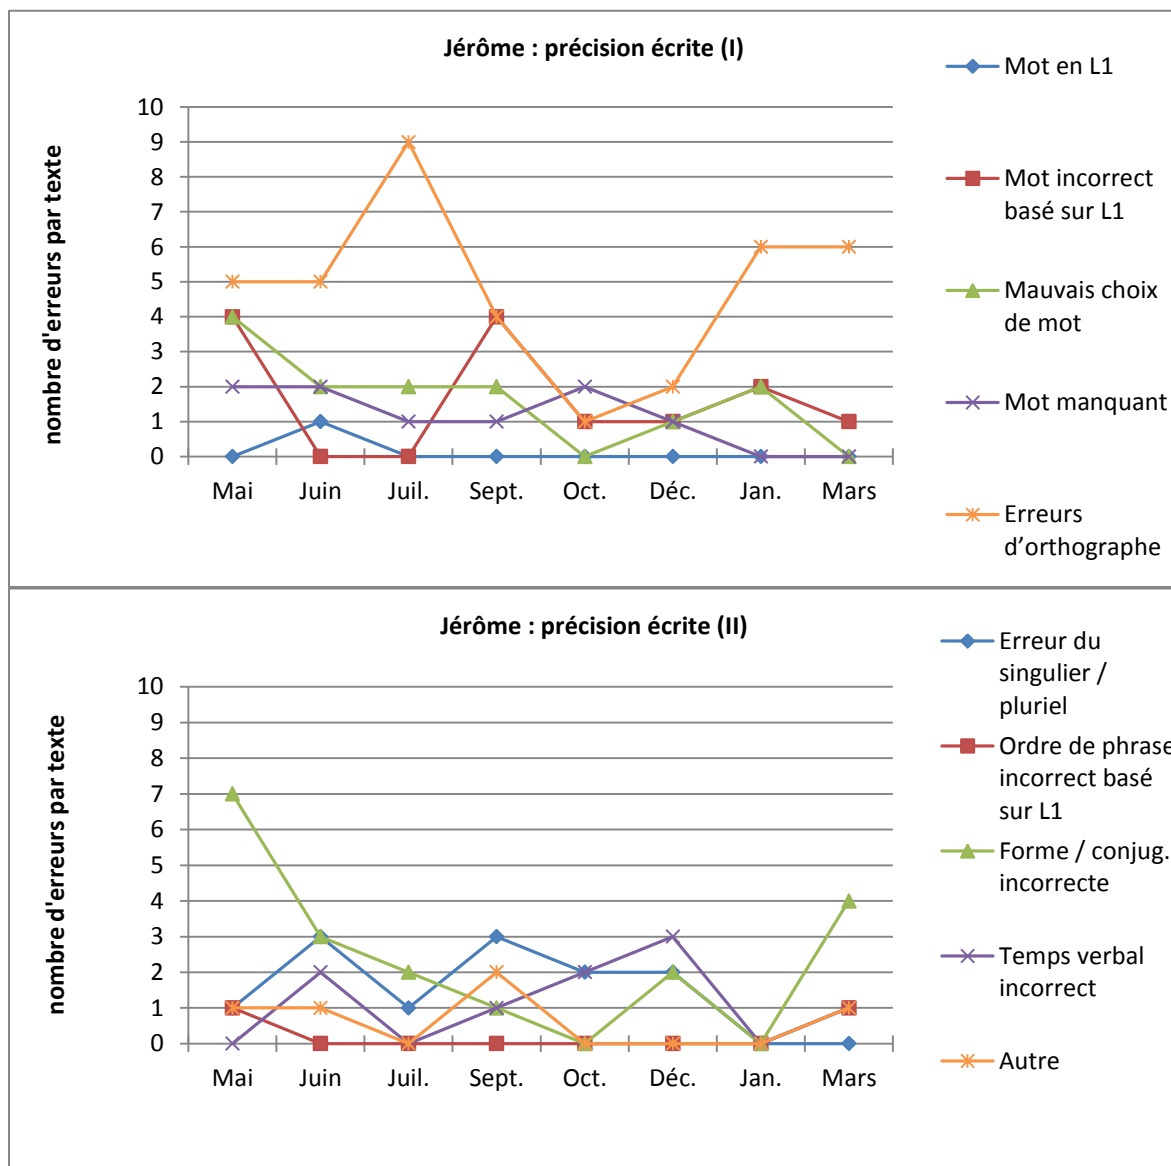 Jérôme : précision écrite (I)
nombre d'erreurs par texte
10
9
8
7
6
5
4
3
2
1
0
Mai Juin Juil. Sept. Oct. Déc. Jan. Mars
Mot en L1
Mot incorrect
basé sur L1
Mauvais choix
de mot
Mot manquant
Erreurs
d’orthographe
Jérôme : précision écrite (II)
nombre d'erreurs par texte
10
9
8
7
6
5
4
3
2
1
0
Mai Juin Juil. Sept. Oct. Déc. Jan. Mars
Erreur du
singulier /
pluriel
Ordre de phrase
incorrect basé
sur L1
Forme / conjug.
incorrecte
Temps verbal
incorrect
Autre